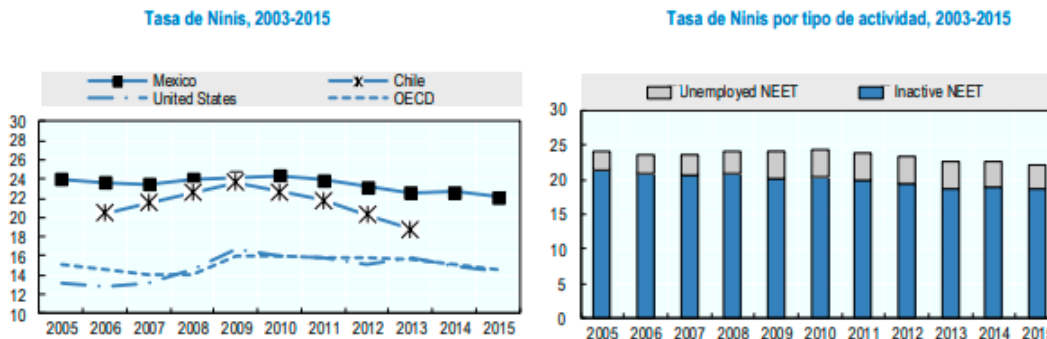 Tasa de Ninis, 2003-2015
Mexico Chile
United States OECD
30
28
26
24
22
20
18
16
14
12
10
2005 2006 2007 2008 2009 2010 2011 2012 2013 2014 2015
Tasa de Ninis por tipo de actividad, 2003-2015
Unemployed NEET Inactive NEET
30
25
20
15
10
5
0
2005 2006 2007 2008 2009 2010 2011 2012 2013 2014 2015